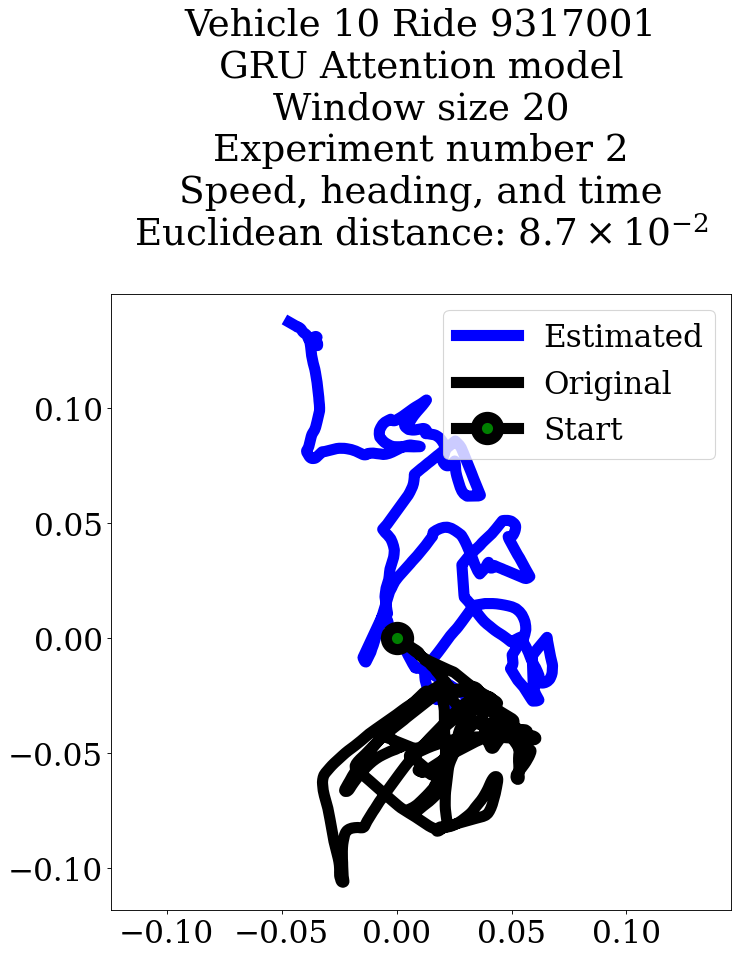 Vehicle 10 Ride 9317001
GRU Attention model
Window size 20
Experiment number 2
Speed, heading, and time
Euclidean distance: 8.7 × 10⁻²
Estimated
Original
Start
0.10
0.05
0.00
−0.05
−0.10
−0.10 −0.05 0.00 0.05 0.10